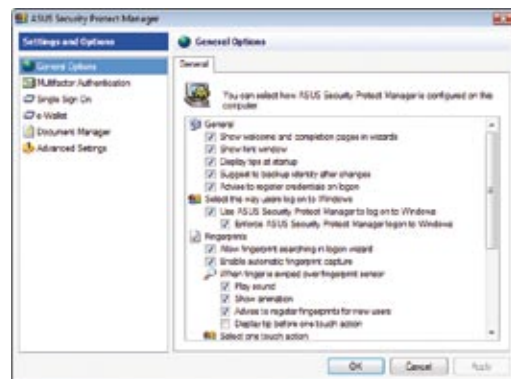 ASUS Security Protect Manager
Settings and Options
General Options
Multifactor Authentication
Single Sign On
e-Wallet
Document Manager
Advanced Settings
General Options
General
You can select how ASUS Security Protect Manager is configured on this computer
General
Show welcome and completion pages in wizards
Show hint window
Display tips at startup
Suggest to backup identity after changes
Advise to register credentials on logon
Select the way users log on to Windows
Use ASUS Security Protect Manager to log on to Windows
Enforce ASUS Security Protect Manager logon to Windows
Fingerprints
Allow fingerprint searching in logon wizard
Enable automatic fingerprint capture
When finger is swiped over fingerprint sensor
Play sound
Show animation
Advise to register fingerprints for new users
Display tip before one touch action
Select one touch action
OK
Cancel
Apply